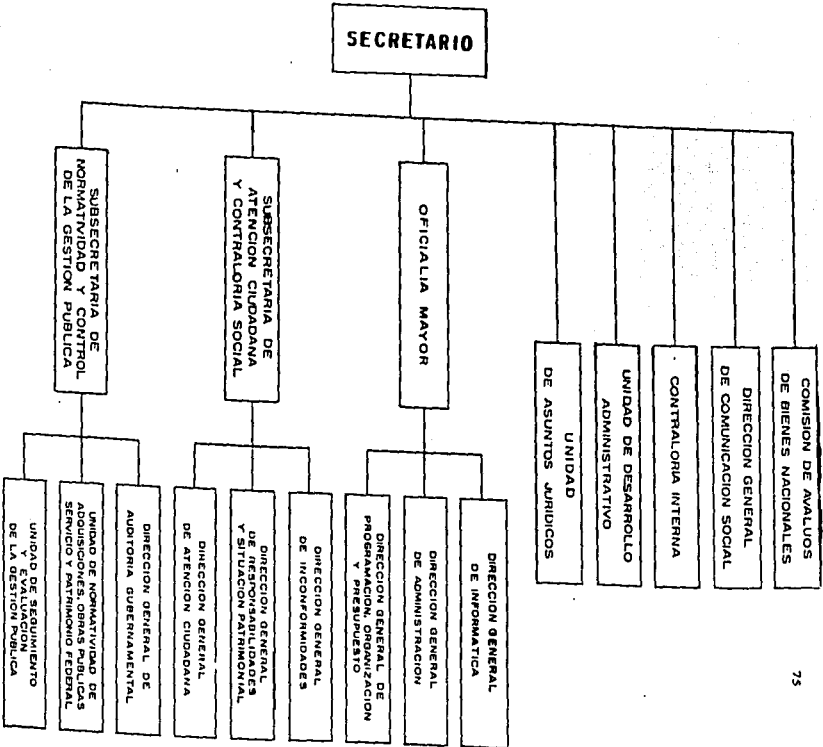 SECRETARIO
SUBSECRETARIA DE
NORMATIVIDAD Y CONTROL
DE LA GESTION PUBLICA
SUBSECRETARIA DE
ATENCION CIUDADANA
Y CONTRALORIA SOCIAL
OFICIALIA MAYOR
UNIDAD
DE ASUNTOS JURIDICOS
UNIDAD DE DESARROLLO
ADMINISTRATIVO
CONTRALORIA INTERNA
DIRECCION GENERAL
DE COMUNICACION SOCIAL
COMISION DE AVALUOS
DE BIENES NACIONALES
UNIDAD DE SEGUIMIENTO
Y EVALUACION
DE LA GESTION PUBLICA
UNIDAD DE NORMATIVIDAD DE
ADQUISICIONES, OBRAS PUBLICAS
SERVICIO Y PATRIMONIO FEDERAL
DIRECCION GENERAL DE
AUDITORIA GUBERNAMENTAL
DIRECCION GENERAL
DE ATENCION CIUDADANA
DIRECCION GENERAL
DE RESPONSABILIDADES
Y SITUACION PATRIMONIAL
DIRECCION GENERAL
DE INCONFORMIDADES
DIRECCION GENERAL DE
PROGRAMACION, ORGANIZACION
Y PRESUPUESTO
DIRECCION GENERAL
DE ADMINISTRACION
DIRECCION GENERAL
DE INFORMATICA
75